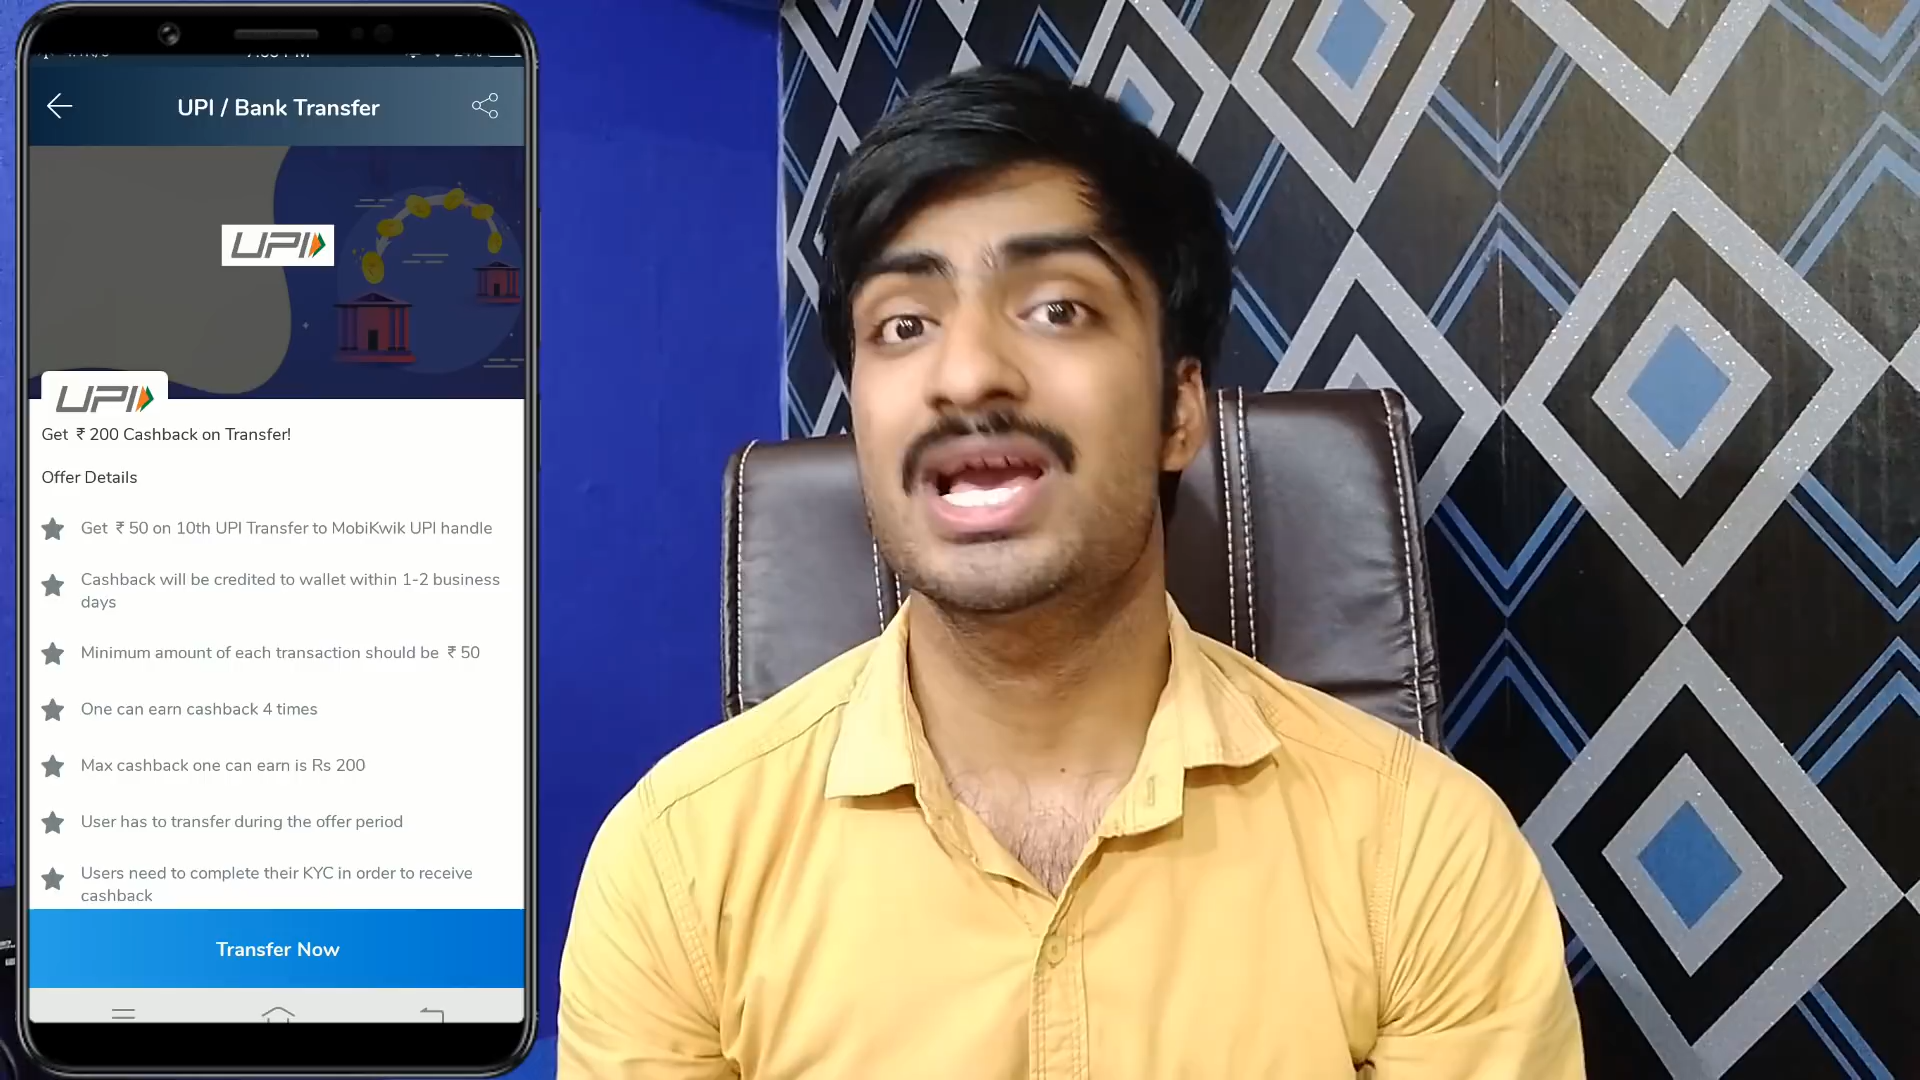 UPI / Bank Transfer
UPI
UPI
Get ₹ 200 Cashback on Transfer!
Offer Details
Get ₹ 50 on 10th UPI Transfer to MobiKwik UPI handle
Cashback will be credited to wallet within 1-2 business
days
Minimum amount of each transaction should be ₹ 50
One can earn cashback 4 times
Max cashback one can earn is Rs 200
User has to transfer during the offer period
Users need to complete their KYC in order to receive
cashback
Transfer Now